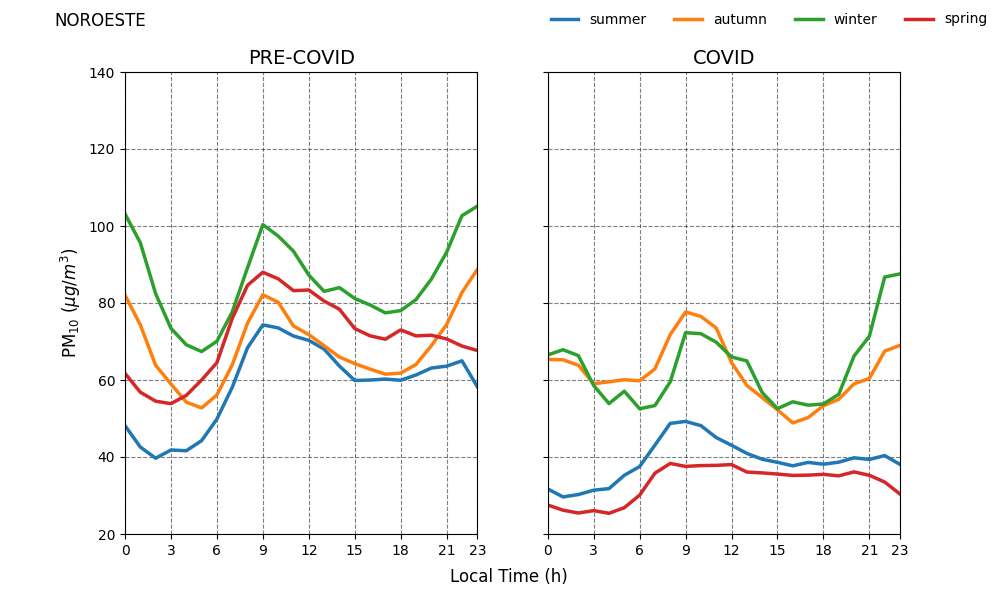 NOROESTE
summer autumn winter spring
PRE-COVID COVID
140
120
100
80
60
40
20
PM₁₀ (μg/m³)
0 3 6 9 12 15 18 21 23 0 3 6 9 12 15 18 21 23
Local Time (h)